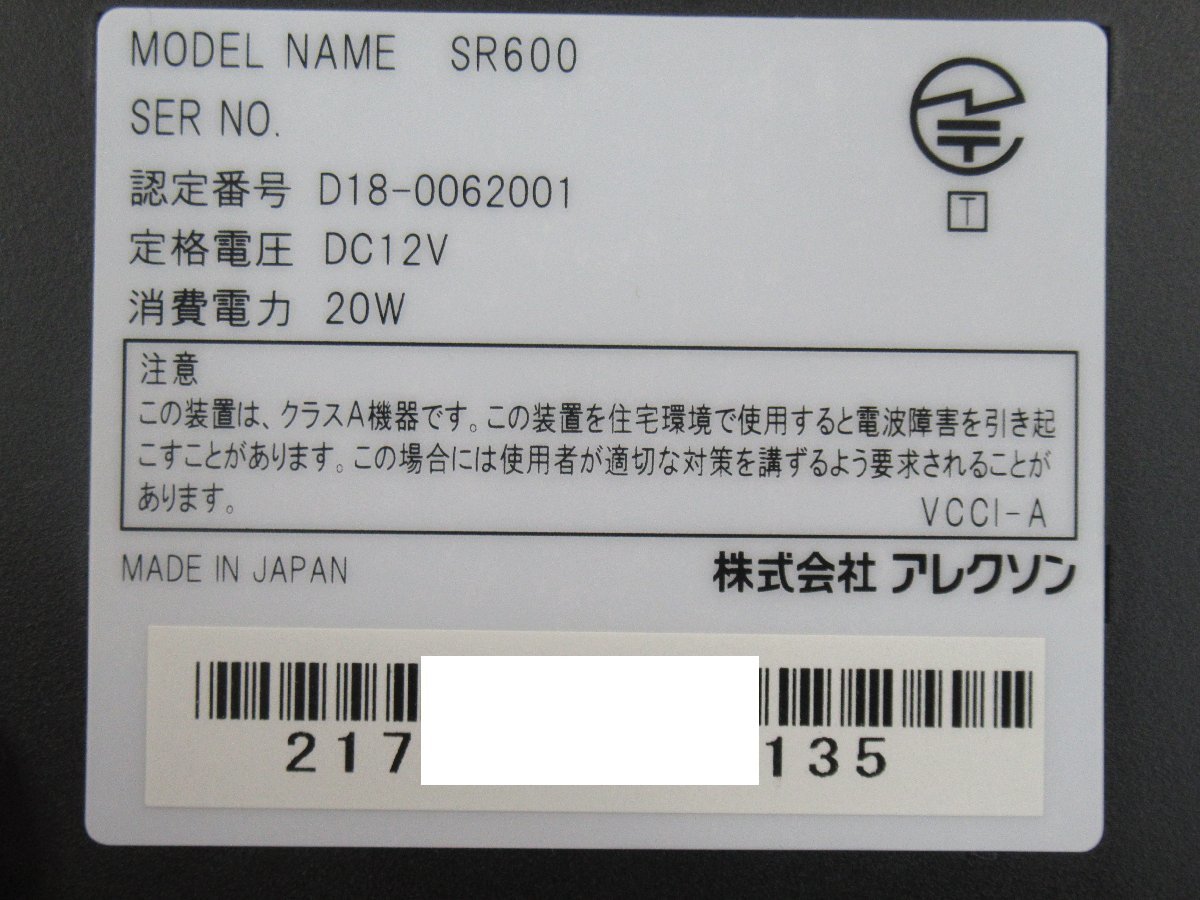 MODEL NAME SR600
SER NO.
認定番号 D18-0062001
T
定格電圧 DC12V
消費電力 20W
注意
この装置は、クラスA機器です。この装置を住宅環境で使用すると電波障害を引き起
こすことがあります。この場合には使用者が適切な対策を講ずるよう要求されることが
あります。
VCCI-A
MADE IN JAPAN
株式会社 アレクソン
217 135